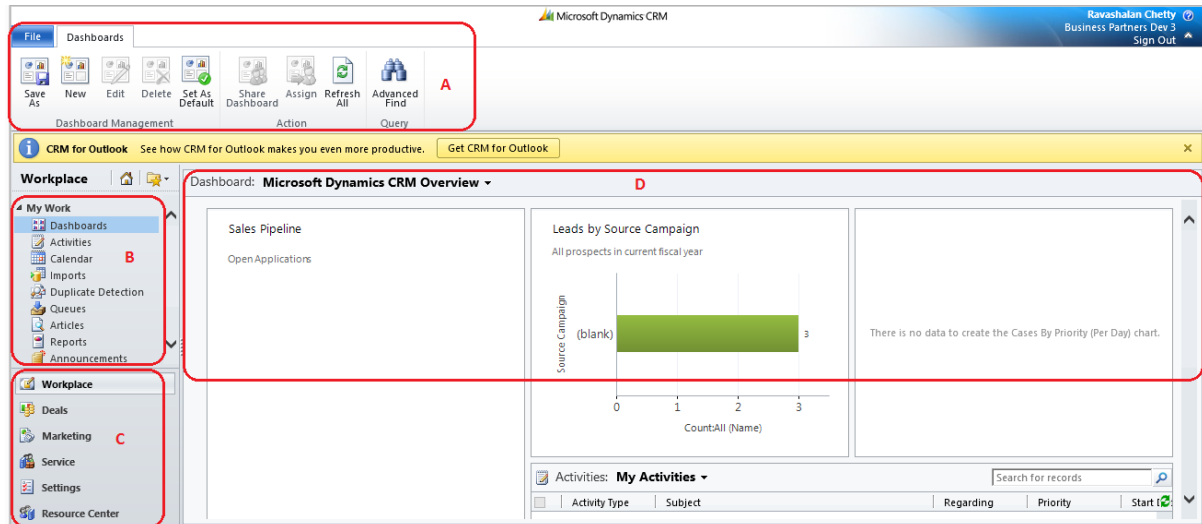 Microsoft Dynamics CRM
Ravashalan Chetty
Business Partners Dev 3
Sign Out
File Dashboards
Save As
New
Edit
Delete
Set As Default
Share Dashboard
Assign
Refresh All
Advanced Find
A
Dashboard Management
Action
Query
CRM for Outlook See how CRM for Outlook makes you even more productive. Get CRM for Outlook
Workplace
My Work
Dashboards
Activities
Calendar
B
Imports
Duplicate Detection
Queues
Articles
Reports
Announcements
Workplace
Deals
Marketing
C
Service
Settings
Resource Center
Dashboard: Microsoft Dynamics CRM Overview
D
Sales Pipeline
Open Applications
Leads by Source Campaign
All prospects in current fiscal year
Source Campaign
(blank)
3
0 1 2 3
Count:All (Name)
There is no data to create the Cases By Priority (Per Day) chart.
Activities: My Activities
Search for records
Activity Type Subject Regarding Priority Start